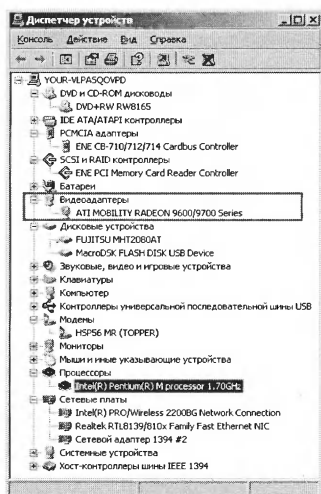 Диспетчер устройств
Консоль Действие Вид Справка
YOUR-VLPASQOVPD
DVD и CD-ROM дисководы
DVD+RW RW8165
IDE ATA/ATAPI контроллеры
PCMCIA адаптеры
ENE CB-710/712/714 Cardbus Controller
SCSI и RAID контроллеры
ENE PCI Memory Card Reader Controller
Батареи
Видеоадаптеры
ATI MOBILITY RADEON 9600/9700 Series
Дисковые устройства
FUJITSU MHT2080AT
MacroDSK FLASH DISK USB Device
Звуковые, видео и игровые устройства
Клавиатуры
Компьютер
Контроллеры универсальной последовательной шины USB
Модемы
HSP56 MR (TOPPER)
Мониторы
Мыши и иные указывающие устройства
Процессоры
Intel(R) Pentium(R) M processor 1.70GHz
Сетевые платы
Intel(R) PRO/Wireless 2200BG Network Connection
Realtek RTL8139/810x Family Fast Ethernet NIC
Сетевой адаптер 1394 #2
Системные устройства
Хост-контроллеры шины IEEE 1394